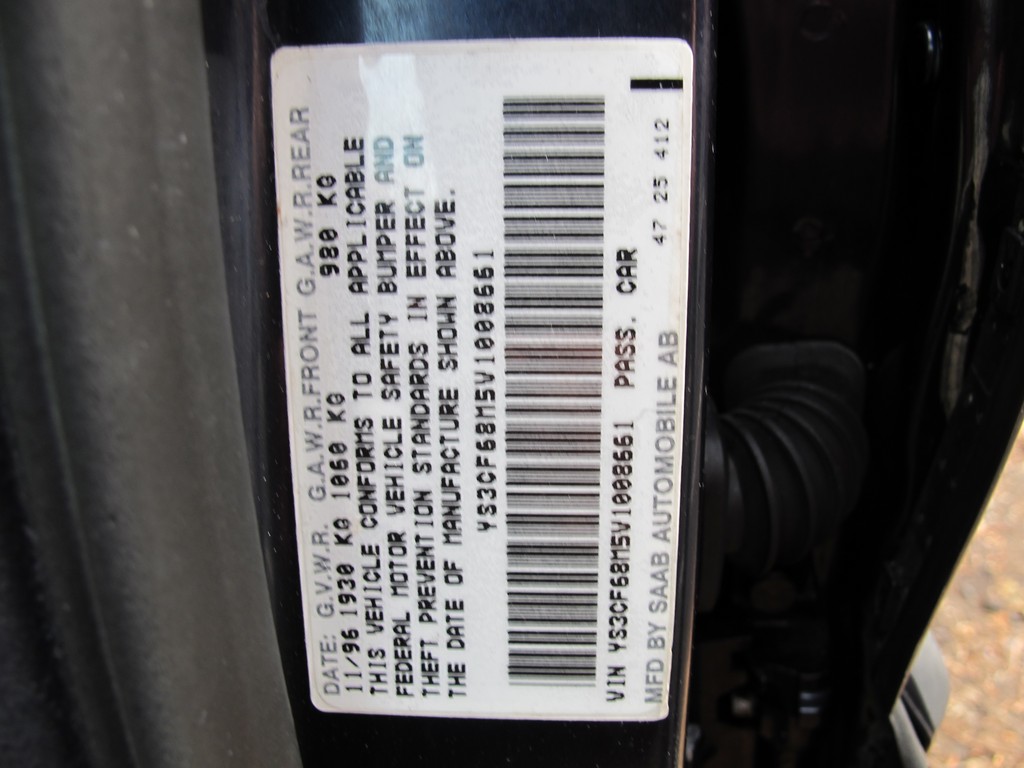 DATE: G.V.W.R. G.A.W.R.FRONT G.A.W.R.REAR
11/96 1930 KG 1060 KG 980 KG
THIS VEHICLE CONFORMS TO ALL APPLICABLE
FEDERAL MOTOR VEHICLE SAFETY BUMPER AND
THEFT PREVENTION STANDARDS IN EFFECT ON
THE DATE OF MANUFACTURE SHOWN ABOVE.
YS3CF68M5V1008661
VIN YS3CF68M5V1008661 PASS. CAR
MFD BY SAAB AUTOMOBILE AB 47 25 412